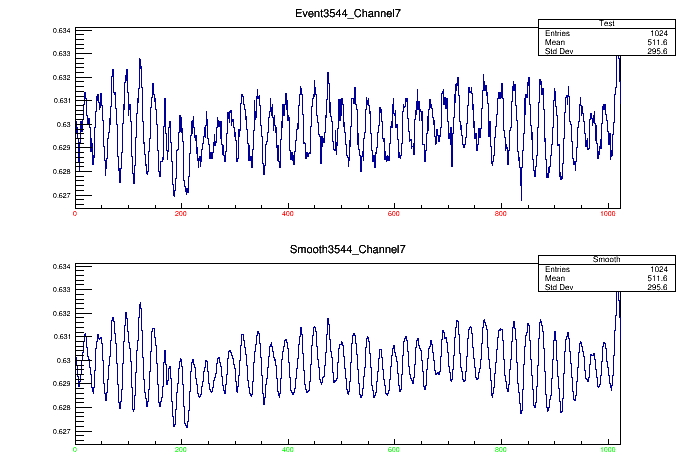 Event3544_Channel7
Test
Entries 1024
Mean 511.6
Std Dev 295.6
0.634
0.633
0.632
0.631
0.63
0.629
0.628
0.627
0 200 400 600 800 1000
Smooth3544_Channel7
Smooth
Entries 1024
Mean 511.6
Std Dev 295.6
0.634
0.633
0.632
0.631
0.63
0.629
0.628
0.627
0 200 400 600 800 1000